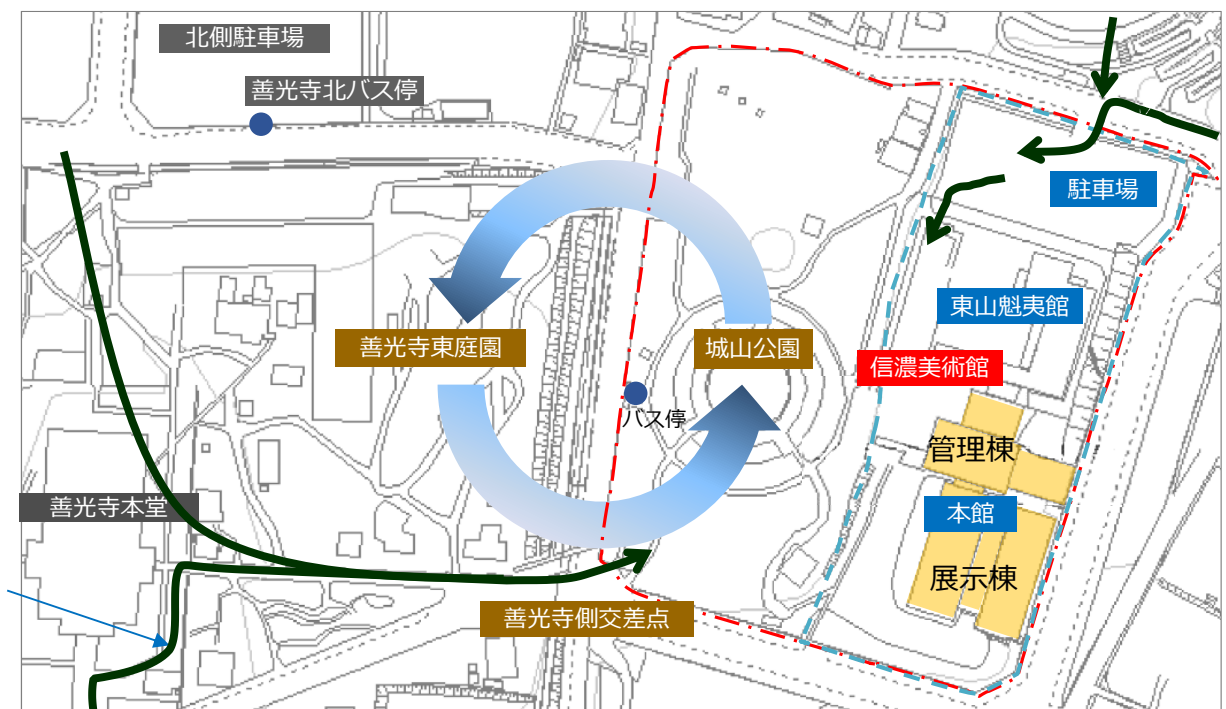 北側駐車場
善光寺北バス停
駐車場
東山魁夷館
善光寺東庭園
城山公園
信濃美術館
バス停
管理棟
善光寺本堂
本館
展示棟
善光寺側交差点